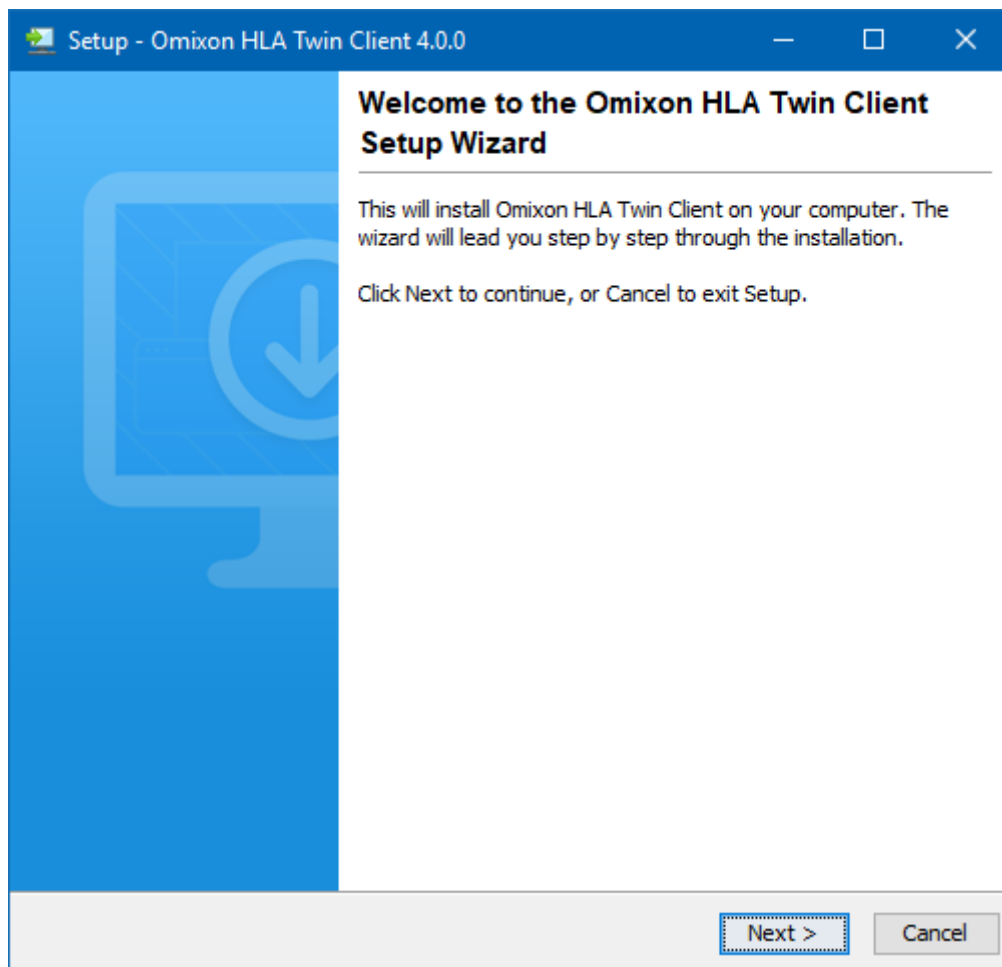 Setup - Omixon HLA Twin Client 4.0.0
Welcome to the Omixon HLA Twin Client
Setup Wizard
This will install Omixon HLA Twin Client on your computer. The
wizard will lead you step by step through the installation.
Click Next to continue, or Cancel to exit Setup.
Next >
Cancel